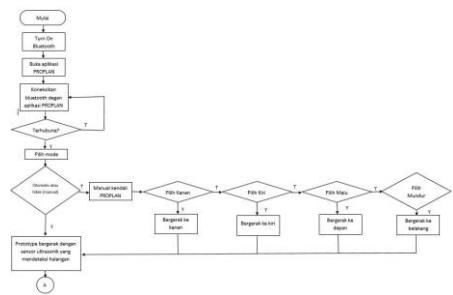 Mulai
Turn On
Bluetooth
Buka aplikasi
PROPLAN
Koneksikan
bluetooth degan
aplikasi PROPLAN
Terhubung?
T
Y
Pilih mode
Otomatis atau
tidak (manual)
T
Manual kendali
PROPLAN
Pilih Kanan
T
Pilih Kiri
T
Pilih Maju
T
Pilih
Mundur
Y
Y
Y
Y
Y
Bergerak ke
kanan
Bergerak ke kiri
Bergerak ke
depan
Bergerak ke
belakang
Prototype bergerak dengan
sensor ultrasonik yang
mendeteksi halangan
A